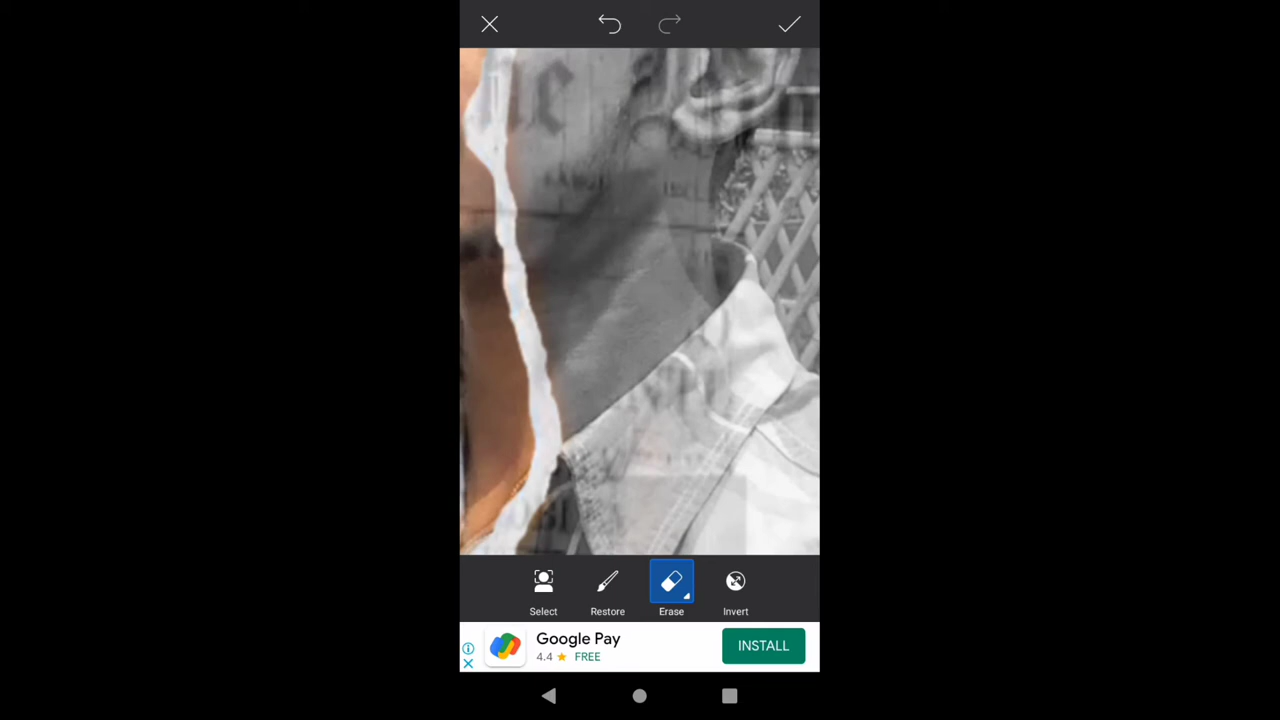 Select
Restore
Erase
Invert
Google Pay
4.4 ★ FREE
INSTALL